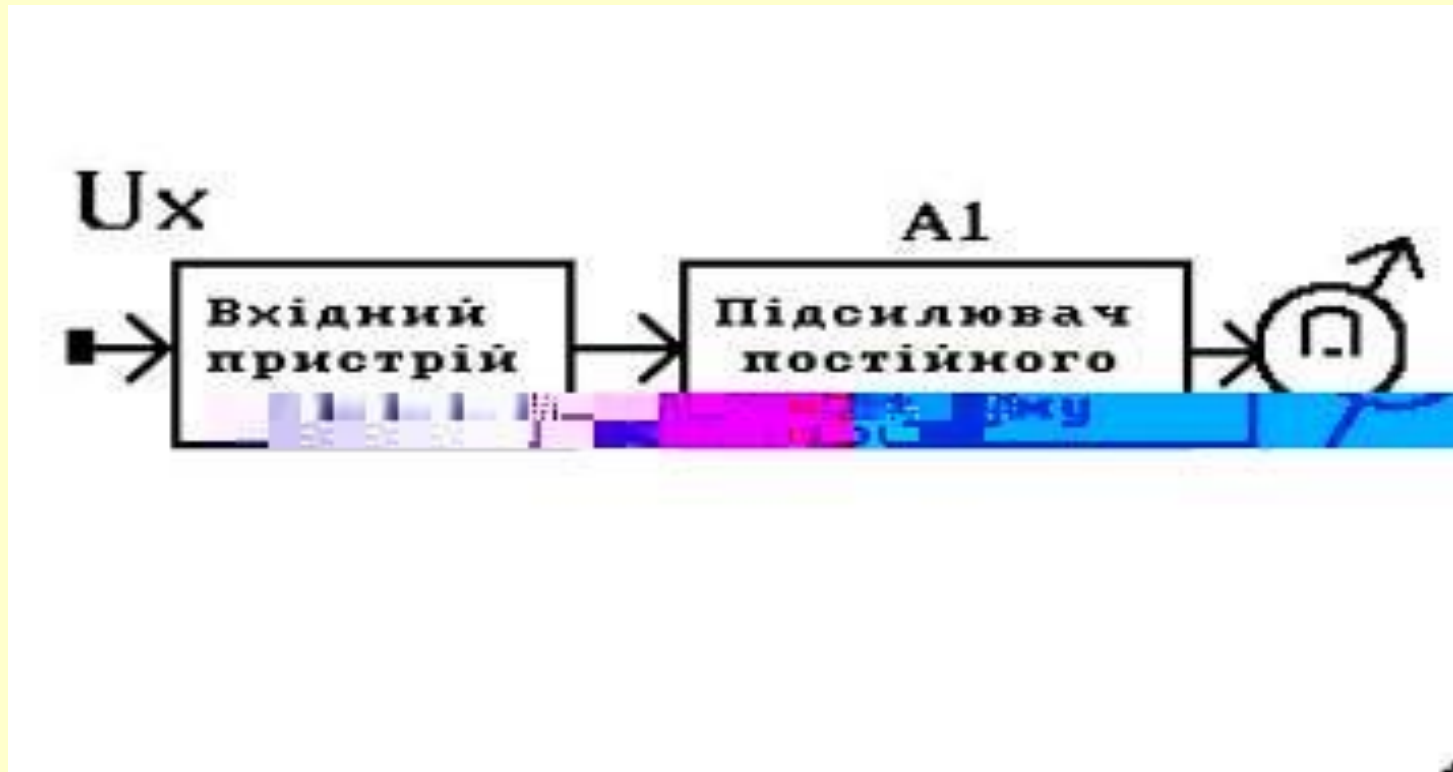 Ux
A1
Вхідний
пристрій
Підсилювач
постійного